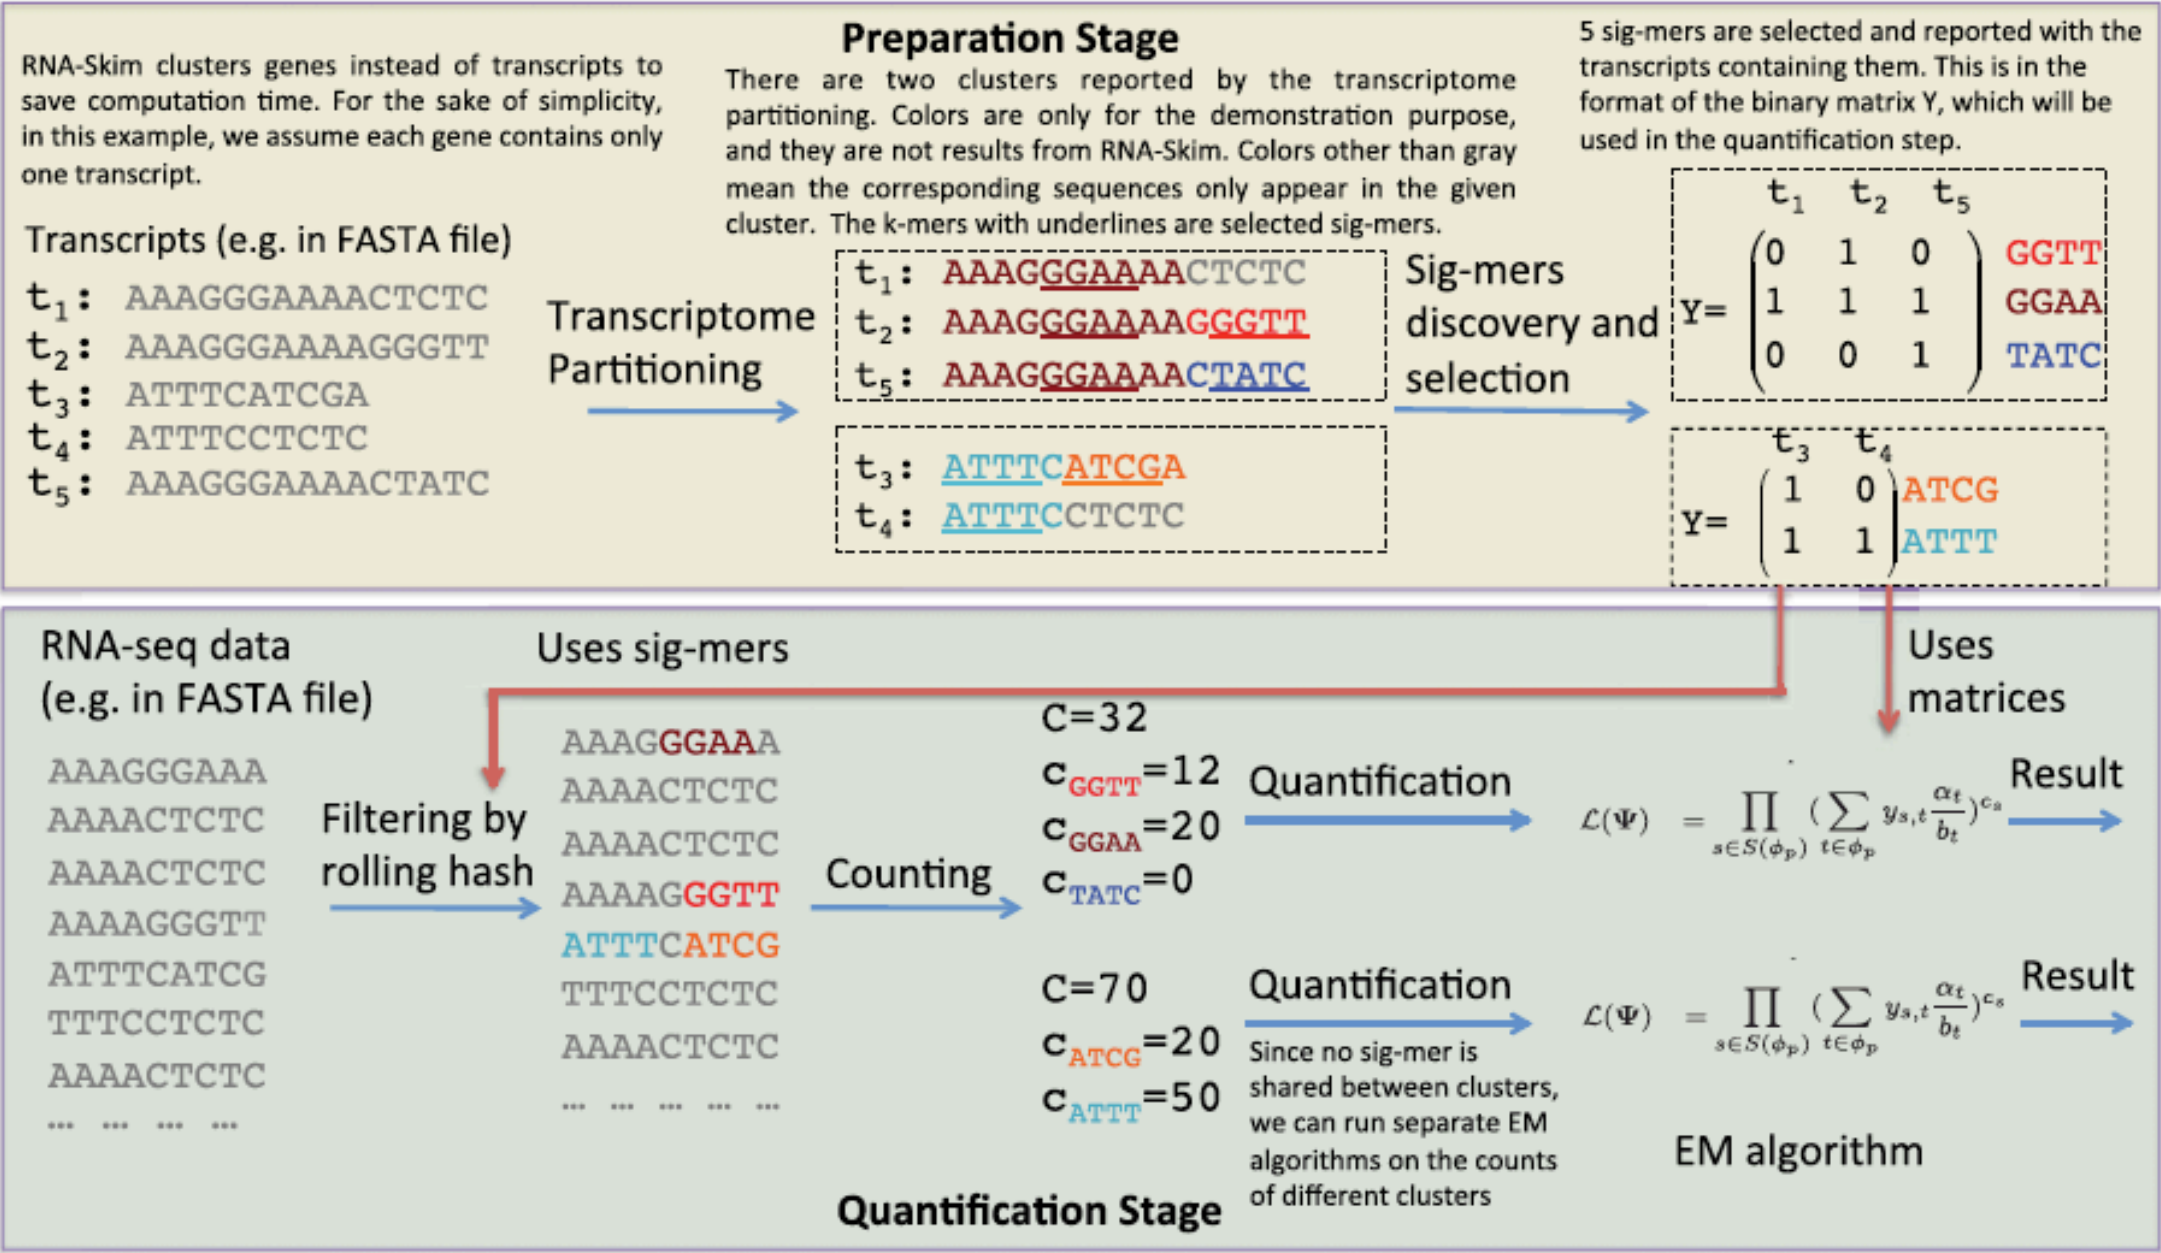 Preparation Stage
RNA-Skim clusters genes instead of transcripts to
save computation time. For the sake of simplicity,
in this example, we assume each gene contains only
one transcript.
Transcripts (e.g. in FASTA file)
t1: AAAGGGAAAACTCTC
t2: AAAGGGAAAAGGGTT
t3: ATTTCATCGA
t4: ATTTCCTCTC
t5: AAAGGGAAAACTATC
Transcriptome
Partitioning
There are two clusters reported by the transcriptome
partitioning. Colors are only for the demonstration purpose,
and they are not results from RNA-Skim. Colors other than gray
mean the corresponding sequences only appear in the given
cluster. The k-mers with underlines are selected sig-mers.
t1: AAAGGGAAAACTCTC
t2: AAAGGGAAAAGGGTT
t5: AAAGGGAAAACTATC
t3: ATTTCATCGA
t4: ATTTCCTCTC
Sig-mers
discovery and
selection
5 sig-mers are selected and reported with the
transcripts containing them. This is in the
format of the binary matrix Y, which will be
used in the quantification step.
t1 t2 t5
0 1 0 GGTT
Y= 1 1 1 GGAA
0 0 1 TATC
t3 t4
1 0 ATCG
Y=
1 1 ATTT
RNA-seq data
(e.g. in FASTA file)
AAAGGGAAA
AAAACTCTC
AAAACTCTC
AAAAGGGTT
ATTTCATCG
TTTCCTCTC
AAAACTCTC
... ... ... ...
Uses sig-mers
Filtering by
rolling hash
AAAGGGAAA
AAAACTCTC
AAAACTCTC
AAAAGGGTT
ATTTCATCG
TTTCCTCTC
AAAACTCTC
... ... ... ... ...
Counting
C=32
cGGTT=12
cGGAA=20
cTATC=0
C=70
cATCG=20
cATTT=50
Quantification
Quantification
Since no sig-mer is
shared between clusters,
we can run separate EM
algorithms on the counts
of different clusters
Uses
matrices
ℒ(Ψ) = ∏s∈S(ϕp) (∑t∈ϕp ys,t αt/bt)^cs
Result
ℒ(Ψ) = ∏s∈S(ϕp) (∑t∈ϕp ys,t αt/bt)^cs
Result
EM algorithm
Quantification Stage